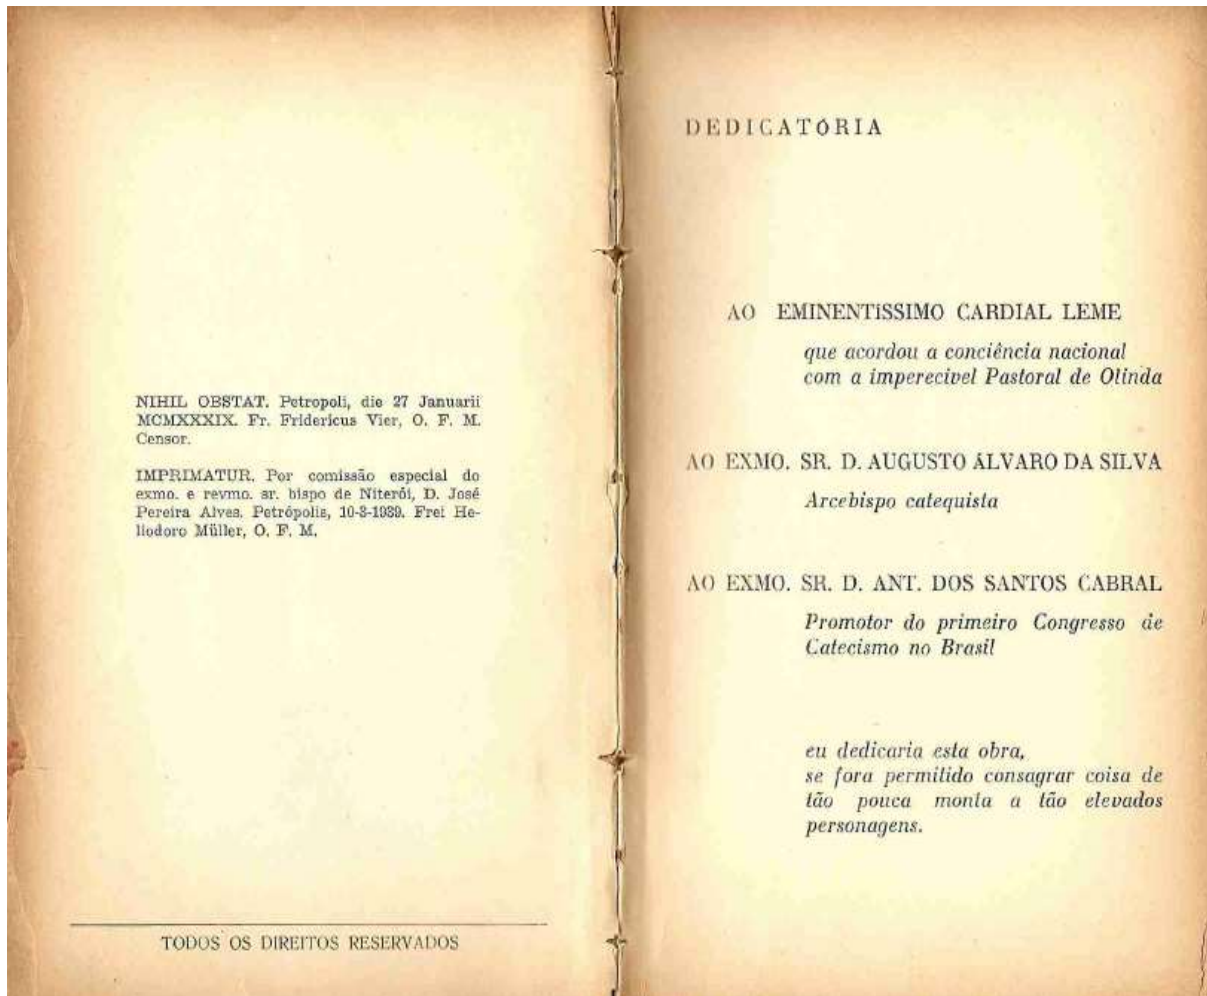 NIHIL OBSTAT. Petropoli, die 27 Januarii
MCMXXXIX. Fr. Fridericus Vier, O. F. M.
Censor.
IMPRIMATUR. Por comissão especial do
exmo. e revmo. sr. bispo de Niterói, D. José
Pereira Alves. Petrópolis, 10-3-1939. Frei He-
liodoro Müller, O. F. M.
TODOS OS DIREITOS RESERVADOS
DEDICATÓRIA
AO EMINENTÍSSIMO CARDIAL LEME
que acordou a conciência nacional
com a imperecivel Pastoral de Olinda
AO EXMO. SR. D. AUGUSTO ÁLVARO DA SILVA
Arcebispo catequista
AO EXMO. SR. D. ANT. DOS SANTOS CABRAL
Promotor do primeiro Congresso de
Catecismo no Brasil
eu dedicaria esta obra,
se fora permitido consagrar coisa de
tão pouca monta a tão elevados
personagens.